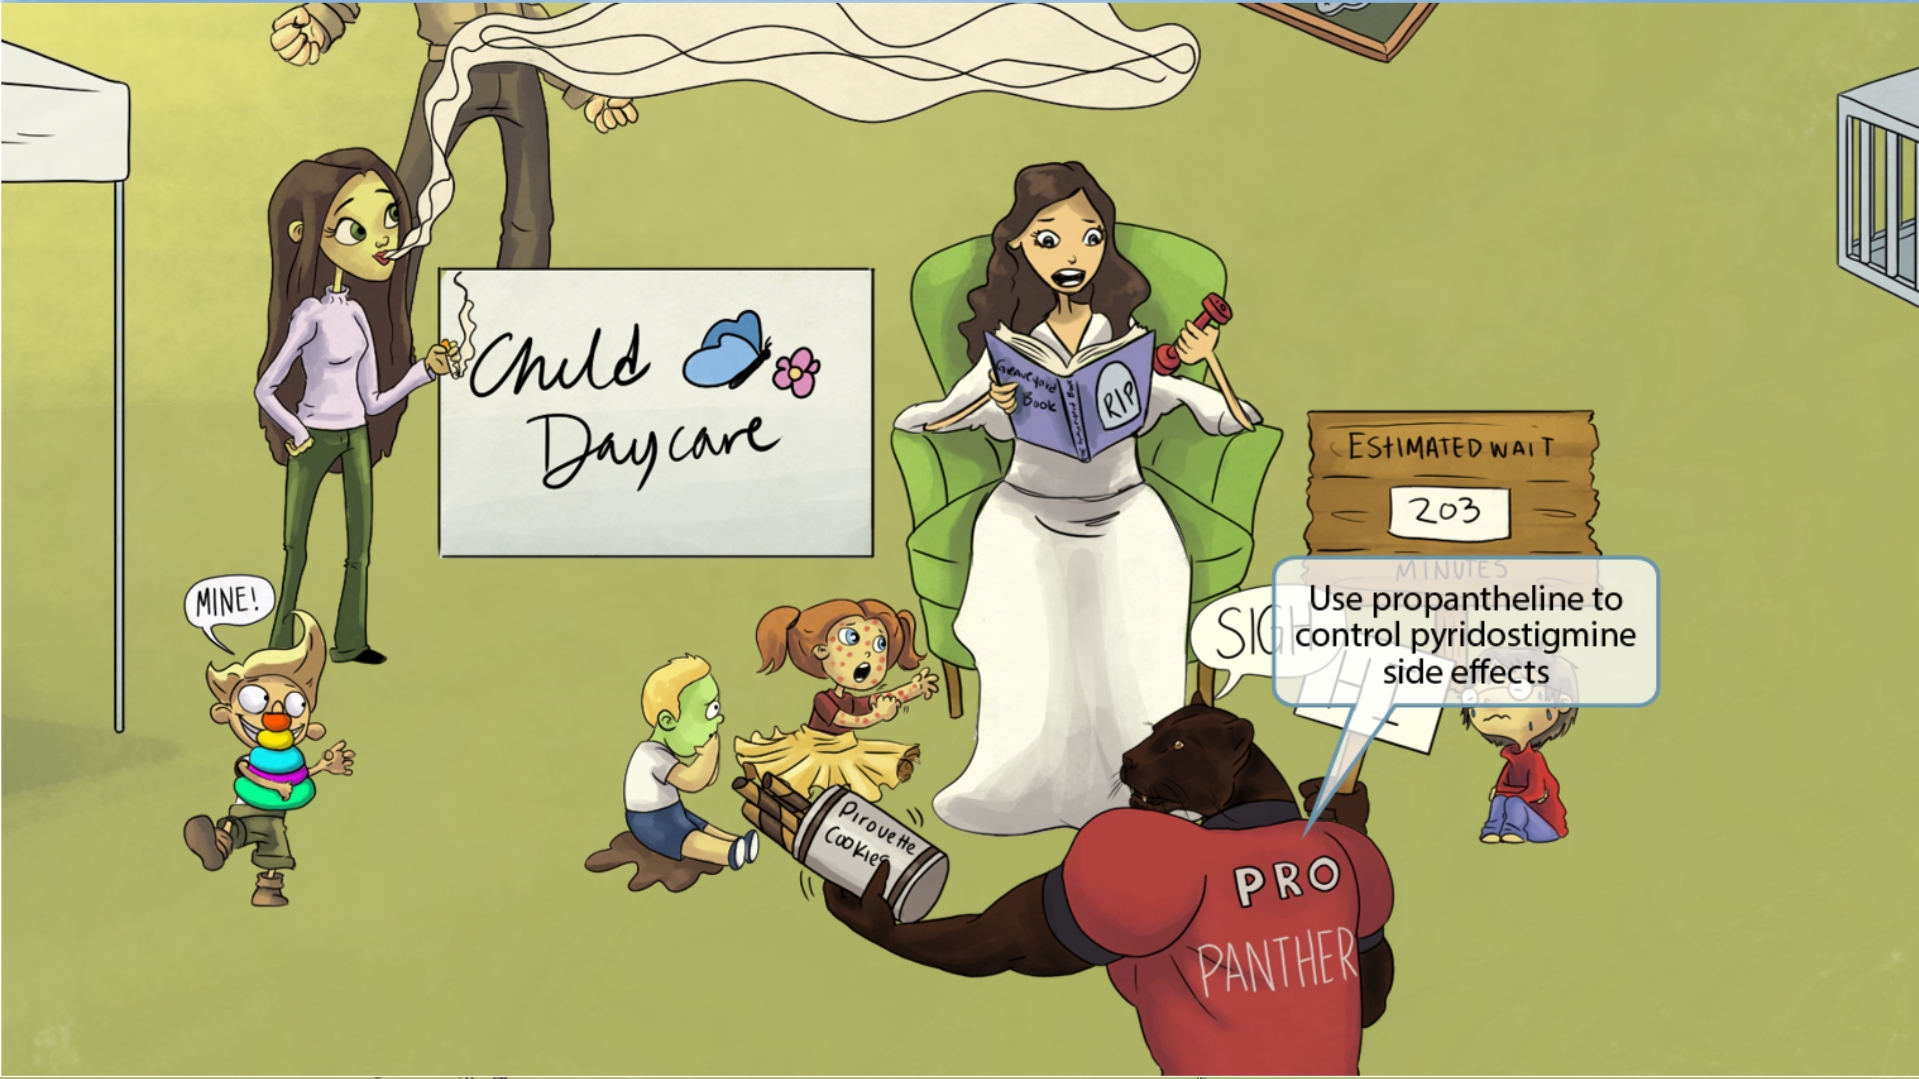 Child
Daycare
Graveyard
Book
RIP
ESTIMATED WAIT
203
MINUTES
MINE!
SIGH
Use propantheline to
control pyridostigmine
side effects
Pirouette
Cookies
PRO
PANTHER